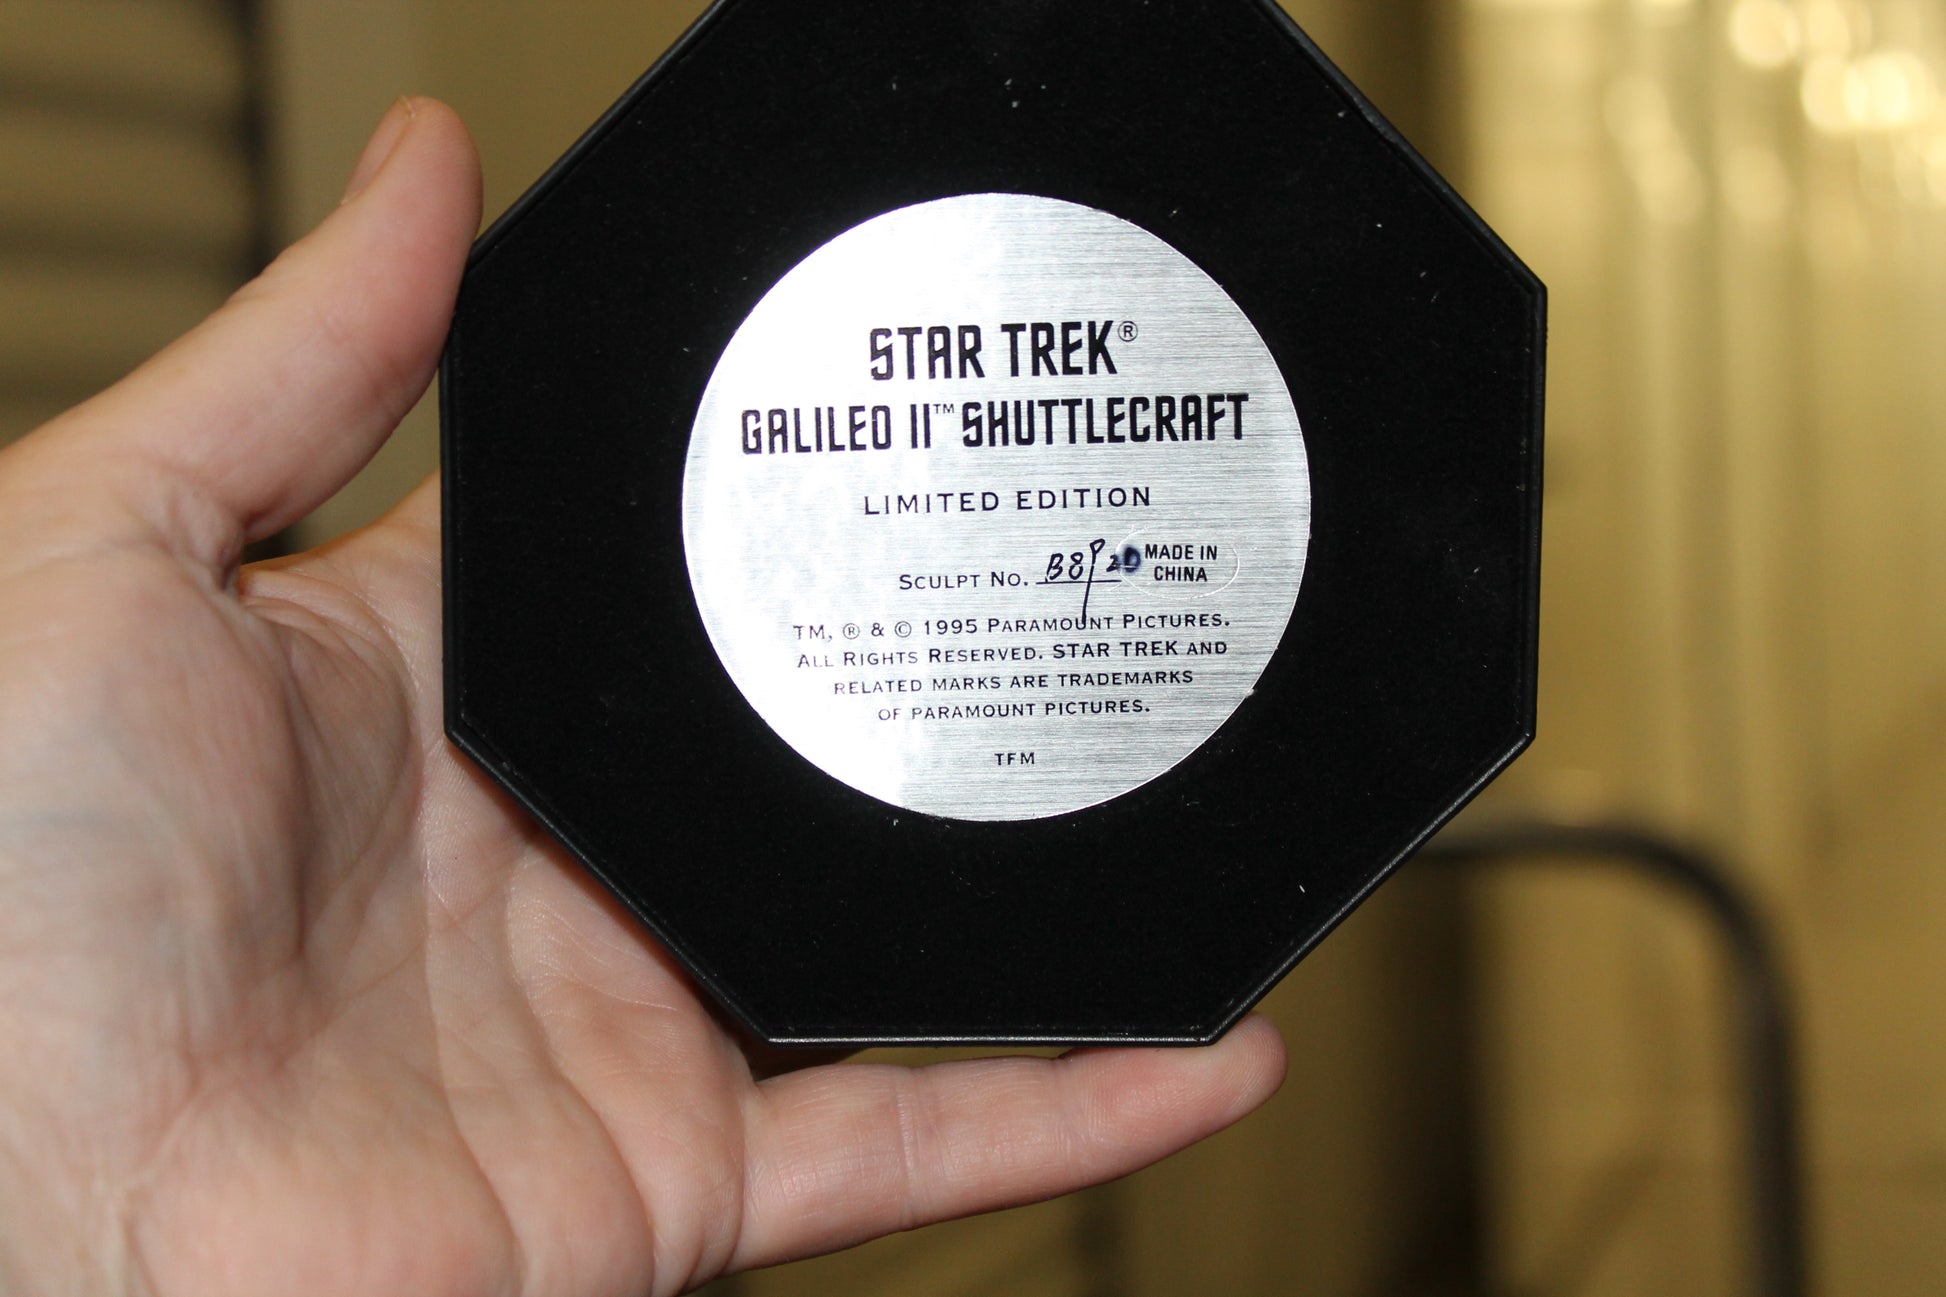 STAR TREK®
GALILEO II™ SHUTTLECRAFT
LIMITED EDITION
SCULPT NO. B8920
MADE IN
CHINA
TM, ® & © 1995 PARAMOUNT PICTURES.
ALL RIGHTS RESERVED. STAR TREK AND
RELATED MARKS ARE TRADEMARKS
OF PARAMOUNT PICTURES.
TFM